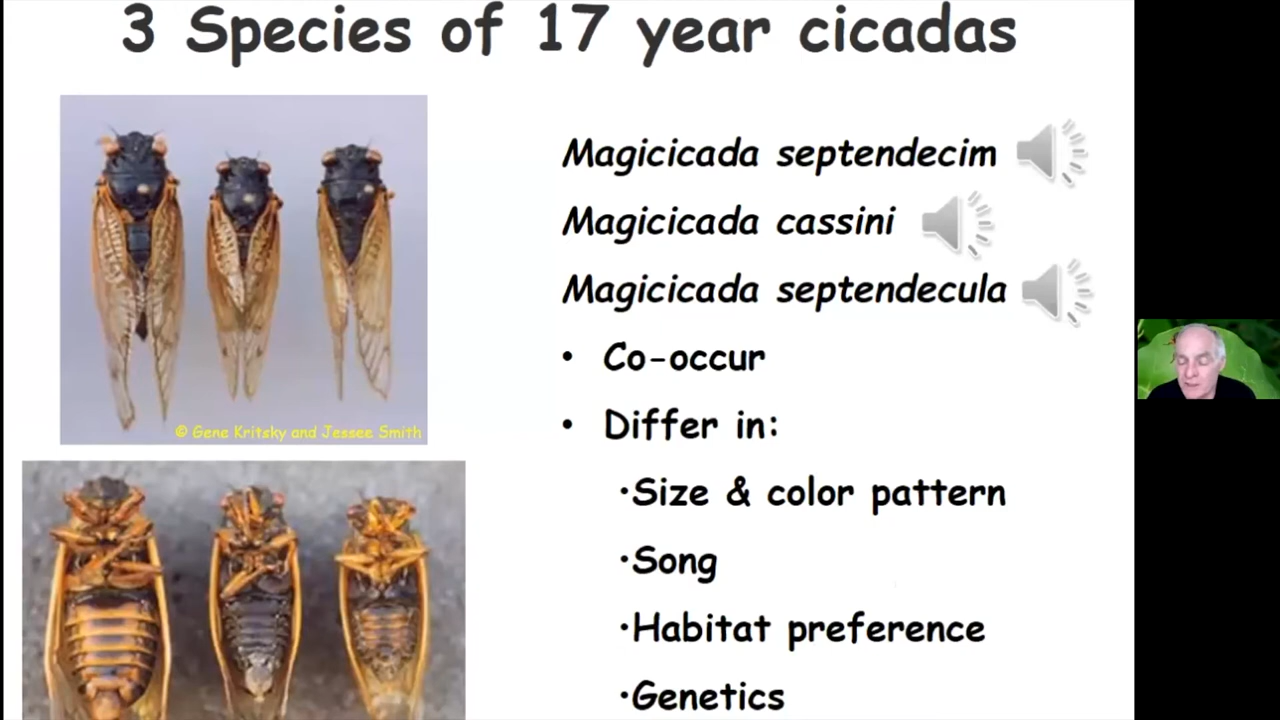 3 Species of 17 year cicadas
© Gene Kritsky and Jessee Smith
Magicicada septendecim
Magicicada cassini
Magicicada septendecula
• Co-occur
• Differ in:
•Size & color pattern
•Song
•Habitat preference
•Genetics